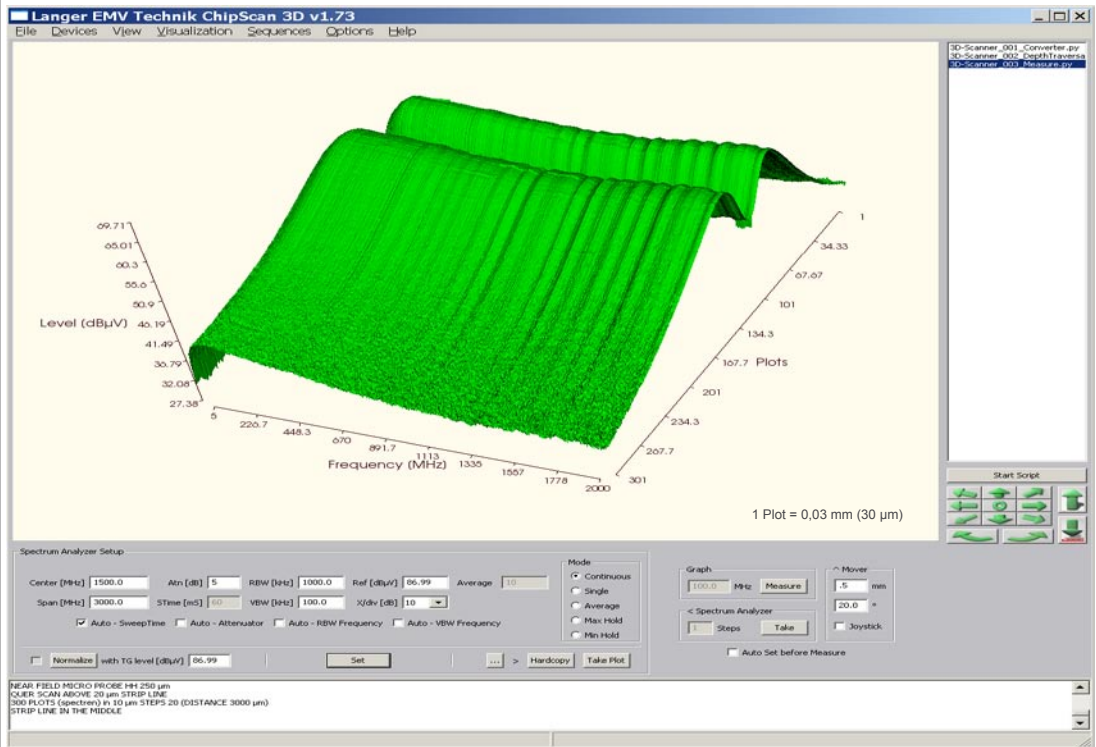 Langer EMV Technik ChipScan 3D v1.73
File Devices View Visualization Sequences Options Help
3D-Scanner_001_Converter.py
3D-Scanner_002_DepthTraversa
3D-Scanner_003_Measure.py
69.71
65.01
60.3
55.6
50.9
46.19
41.49
36.79
32.08
27.38
Level (dBµV)
5
226.7
448.3
670
891.7
1113
1335
1557
1778
2000
Frequency (MHz)
1
34.33
67.67
101
134.3
167.7
201
234.3
267.7
301
Plots
1 Plot = 0,03 mm (30 µm)
Start Script
Spectrum Analyzer Setup
Center [MHz] 1500.0 Atn [dB] 5 RBW [kHz] 1000.0 Ref [dBµV] 86.99 Average 10
Span [MHz] 3000.0 STime [mS] 60 VBW [kHz] 100.0 X/div [dB] 10
Auto - SweepTime Auto - Attenuator Auto - RBW Frequency Auto - VBW Frequency
Mode
Continuous
Single
Average
Max Hold
Min Hold
Normalize with TG level [dBµV] 86.99 Set ... > Hardcopy Take Plot
Graph
100.0 MHz Measure
< Spectrum Analyzer
1 Steps Take
^ Mover
.5 mm
20.0 °
Joystick
Auto Set before Measure
NEAR FIELD MICRO PROBE HH 250 µm
QUER SCAN ABOVE 20 µm STRIP LINE
300 PLOTS (spectren) in 10 µm STEPS 20 (DISTANCE 3000 µm)
STRIP LINE IN THE MIDDLE